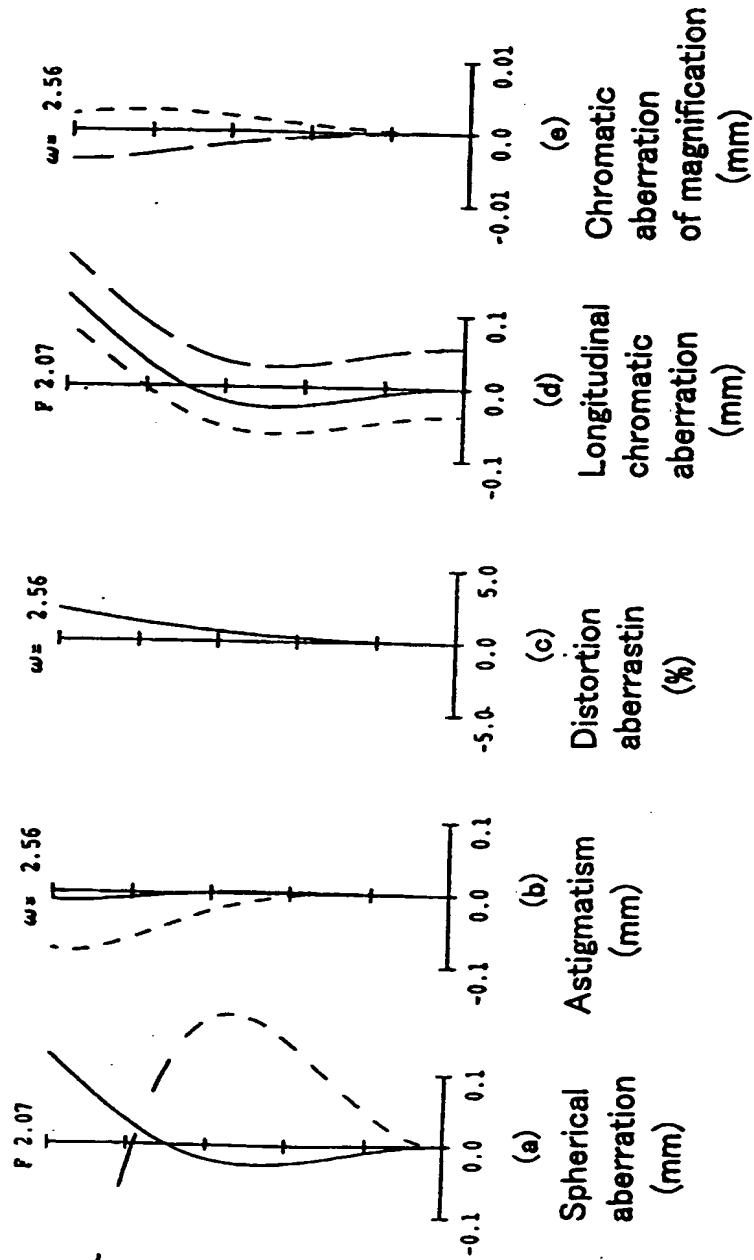 F 2.07
-0.1 0.0 0.1
(a)
Spherical
aberration
(mm)
ω= 2.56
-0.1 0.0 0.1
(b)
Astigmatism
(mm)
ω= 2.56
-5.0 0.0 5.0
(c)
Distortion
aberrastin
(%)
F 2.07
-0.1 0.0 0.1
(d)
Longitudinal
chromatic
aberration
(mm)
ω= 2.56
-0.01 0.0 0.01
(e)
Chromatic
aberration
of magnification
(mm)